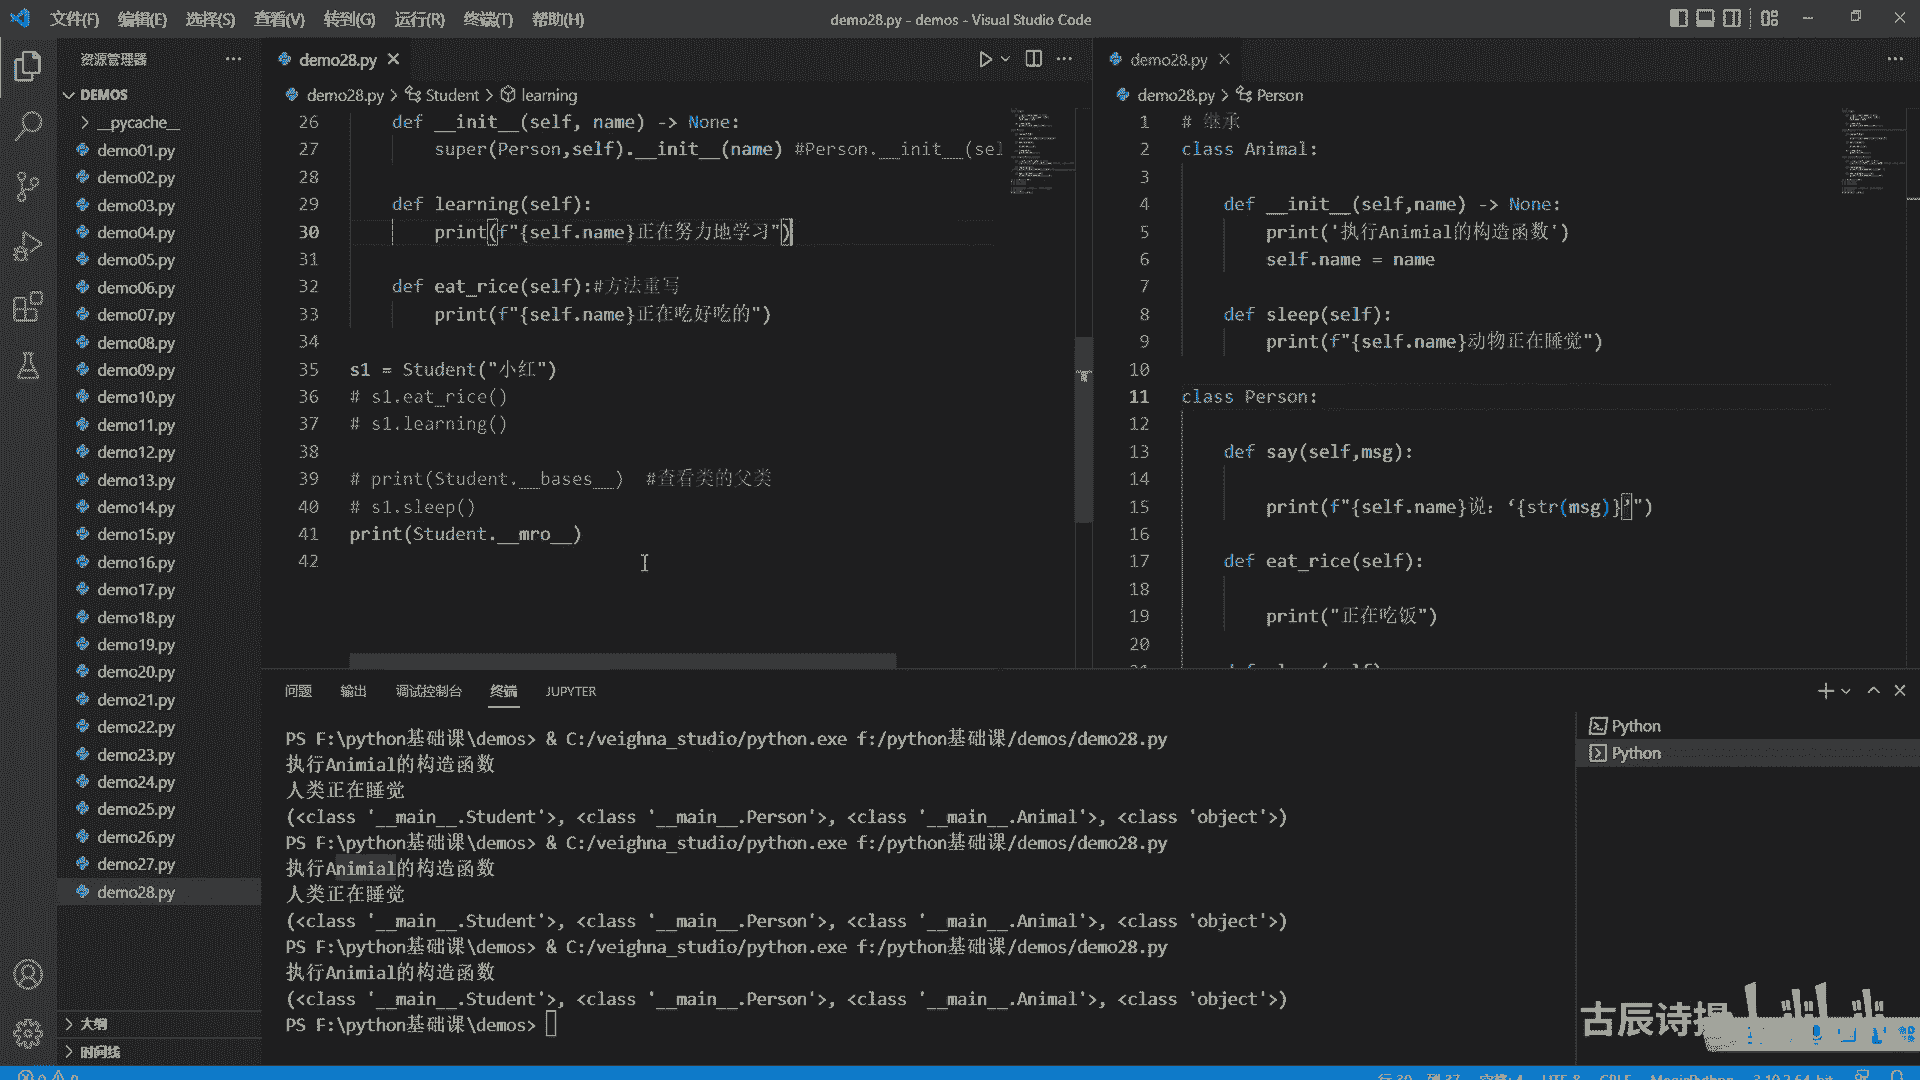 文件(F) 编辑(E) 选择(S) 查看(V) 转到(G) 运行(R) 终端(T) 帮助(H)
demo28.py - demos - Visual Studio Code
资源管理器
DEMOS
__pycache__
demo01.py
demo02.py
demo03.py
demo04.py
demo05.py
demo06.py
demo07.py
demo08.py
demo09.py
demo10.py
demo11.py
demo12.py
demo13.py
demo14.py
demo15.py
demo16.py
demo17.py
demo18.py
demo19.py
demo20.py
demo21.py
demo22.py
demo23.py
demo24.py
demo25.py
demo26.py
demo27.py
demo28.py
大纲
时间线
demo28.py
demo28.py > Student > learning
26 def __init__(self, name) -> None:
27 super(Person,self).__init__(name) #Person.__init__(sel
28
29 def learning(self):
30 print(f"{self.name}正在努力地学习")
31
32 def eat_rice(self):#方法重写
33 print(f"{self.name}正在吃好吃的")
34
35 s1 = Student("小红")
36 # s1.eat_rice()
37 # s1.learning()
38
39 # print(Student.__bases__) #查看类的父类
40 # s1.sleep()
41 print(Student.__mro__)
42
demo28.py
demo28.py > Person
1 # 继承
2 class Animal:
3
4 def __init__(self,name) -> None:
5 print('执行Animial的构造函数')
6 self.name = name
7
8 def sleep(self):
9 print(f"{self.name}动物正在睡觉")
10
11 class Person:
12
13 def say(self,msg):
14
15 print(f"{self.name}说：‘{str(msg)}’")
16
17 def eat_rice(self):
18
19 print("正在吃饭")
20
问题 输出 调试控制台 终端 JUPYTER
PS F:\python基础课\demos> & C:/veighna_studio/python.exe f:/python基础课/demos/demo28.py
执行Animial的构造函数
人类正在睡觉
(<class '__main__.Student'>, <class '__main__.Person'>, <class '__main__.Animal'>, <class 'object'>)
PS F:\python基础课\demos> & C:/veighna_studio/python.exe f:/python基础课/demos/demo28.py
执行Animial的构造函数
人类正在睡觉
(<class '__main__.Student'>, <class '__main__.Person'>, <class '__main__.Animal'>, <class 'object'>)
PS F:\python基础课\demos> & C:/veighna_studio/python.exe f:/python基础课/demos/demo28.py
执行Animial的构造函数
(<class '__main__.Student'>, <class '__main__.Person'>, <class '__main__.Animal'>, <class 'object'>)
PS F:\python基础课\demos>
Python
Python
古辰诗